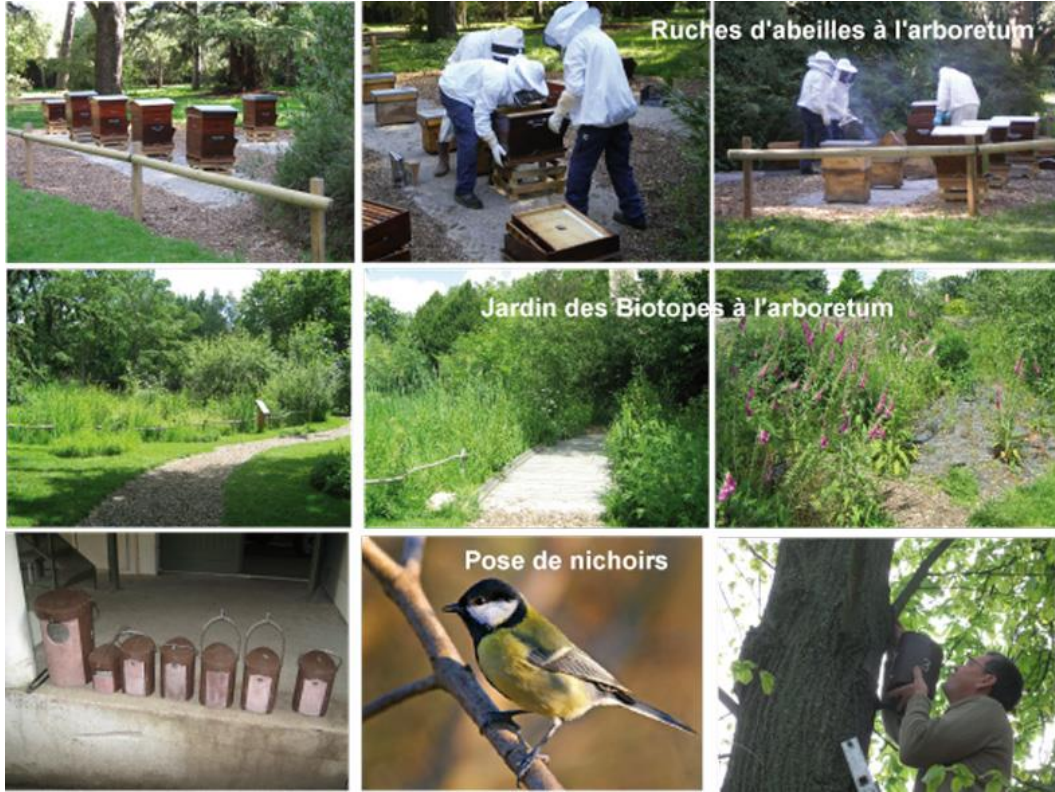 Ruches d'abeilles à l'arboretum
Jardin des Biotopes à l'arboretum
Pose de nichoirs